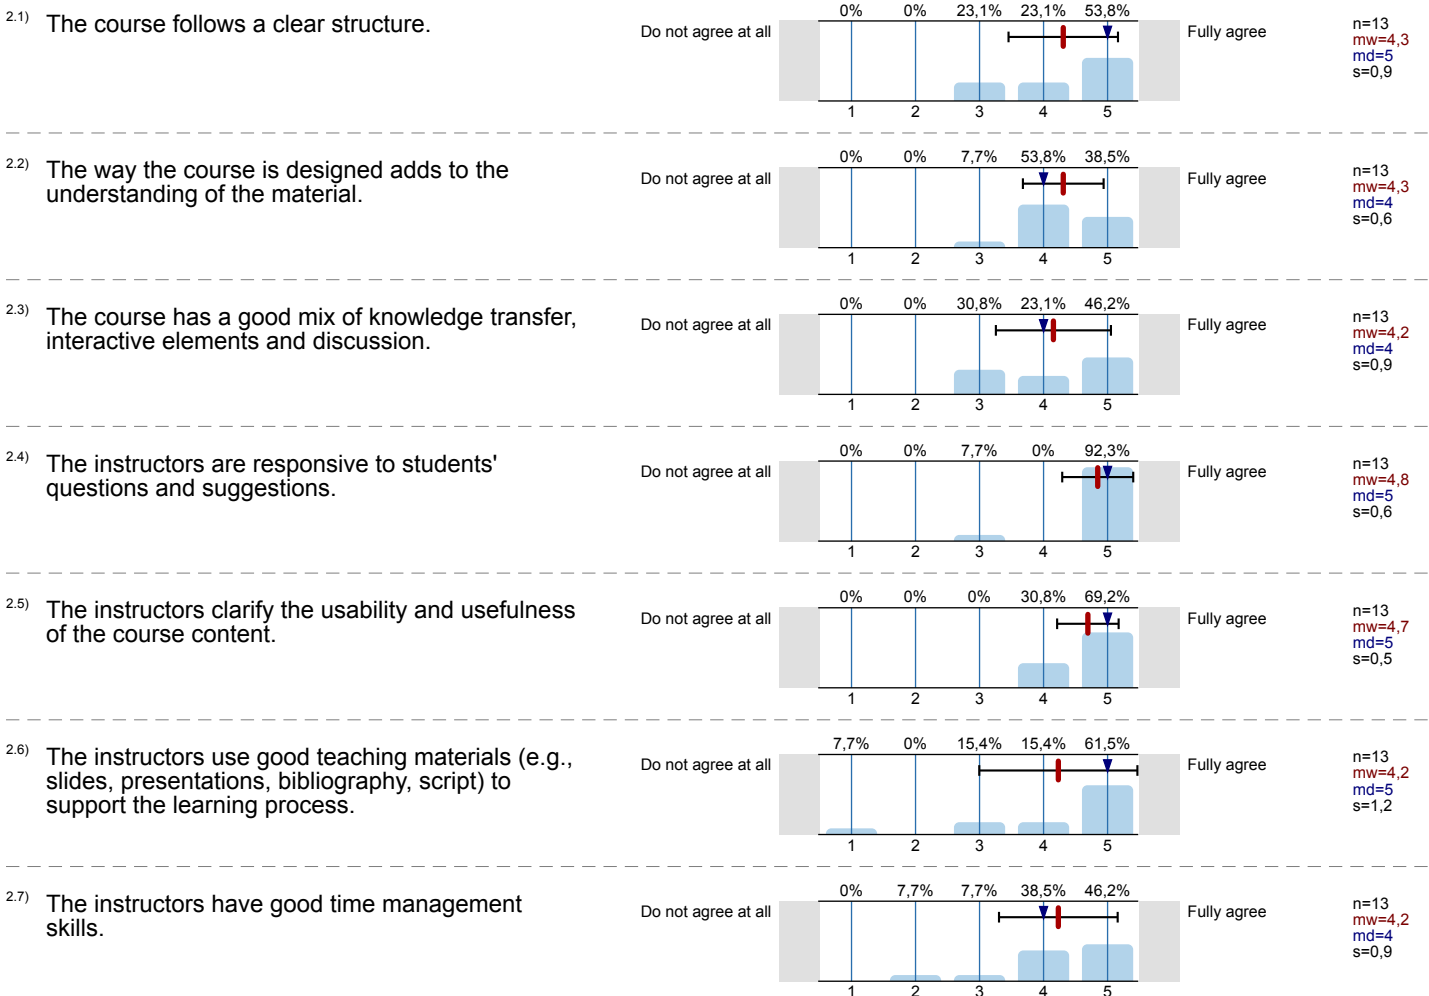 2.1) The course follows a clear structure.
0% 0% 23,1% 23,1% 53,8%
Do not agree at all Fully agree
n=13
mw=4,3
md=5
s=0,9
1 2 3 4 5
2.2) The way the course is designed adds to the
understanding of the material.
0% 0% 7,7% 53,8% 38,5%
Do not agree at all Fully agree
n=13
mw=4,3
md=4
s=0,6
1 2 3 4 5
2.3) The course has a good mix of knowledge transfer,
interactive elements and discussion.
0% 0% 30,8% 23,1% 46,2%
Do not agree at all Fully agree
n=13
mw=4,2
md=4
s=0,9
1 2 3 4 5
2.4) The instructors are responsive to students'
questions and suggestions.
0% 0% 7,7% 0% 92,3%
Do not agree at all Fully agree
n=13
mw=4,8
md=5
s=0,6
1 2 3 4 5
2.5) The instructors clarify the usability and usefulness
of the course content.
0% 0% 0% 30,8% 69,2%
Do not agree at all Fully agree
n=13
mw=4,7
md=5
s=0,5
1 2 3 4 5
2.6) The instructors use good teaching materials (e.g.,
slides, presentations, bibliography, script) to
support the learning process.
7,7% 0% 15,4% 15,4% 61,5%
Do not agree at all Fully agree
n=13
mw=4,2
md=5
s=1,2
1 2 3 4 5
2.7) The instructors have good time management
skills.
0% 7,7% 7,7% 38,5% 46,2%
Do not agree at all Fully agree
n=13
mw=4,2
md=4
s=0,9
1 2 3 4 5